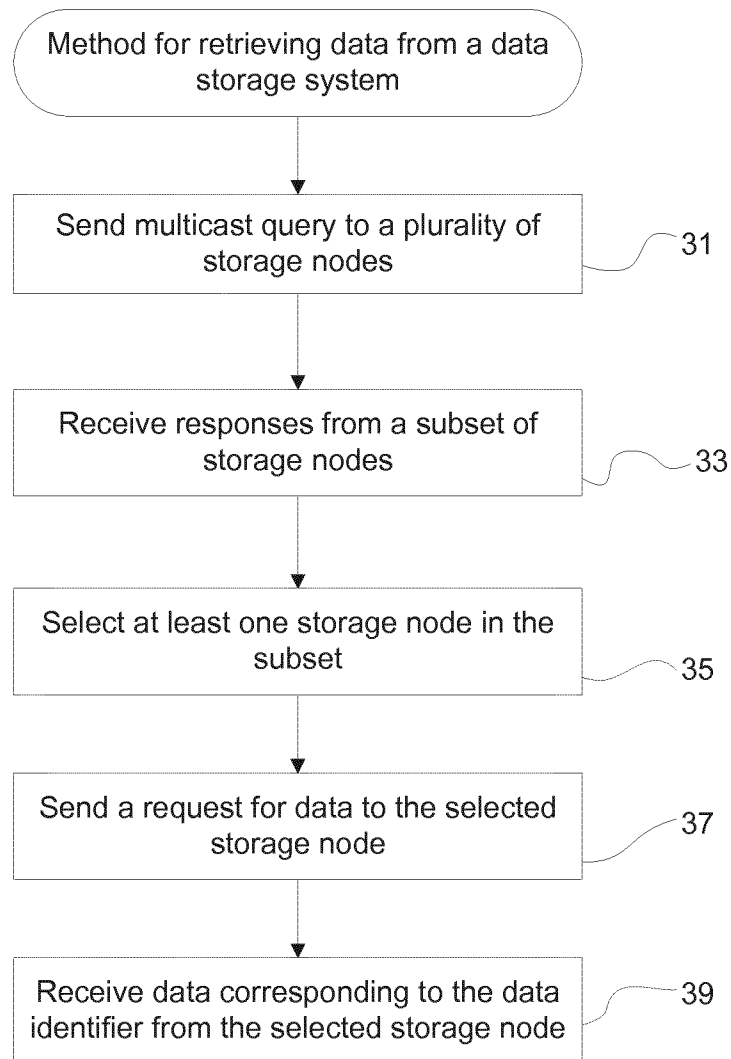 Method for retrieving data from a data
storage system
Send multicast query to a plurality of
storage nodes
31
Receive responses from a subset of
storage nodes
33
Select at least one storage node in the
subset
35
Send a request for data to the selected
storage node
37
Receive data corresponding to the data
identifier from the selected storage node
39